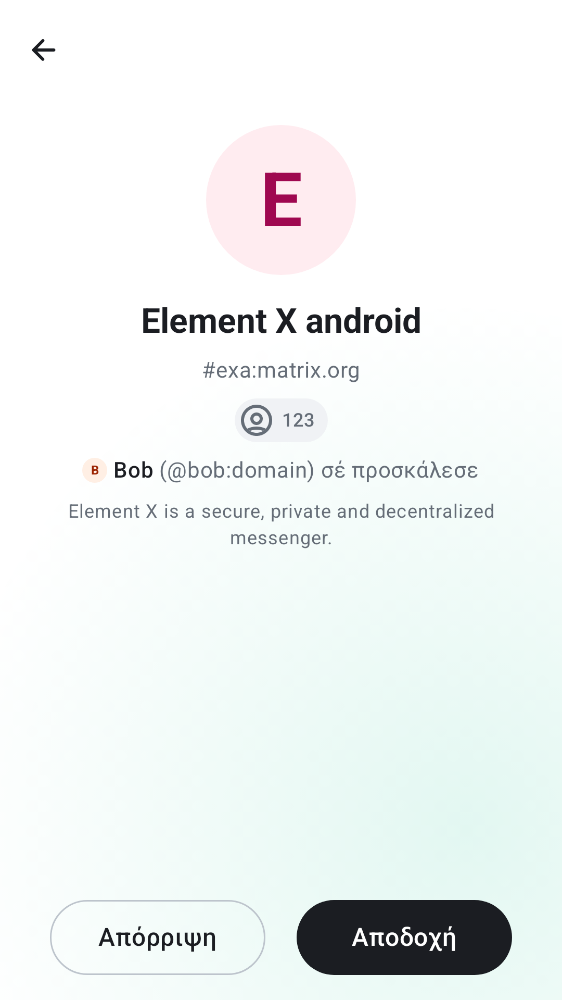 E
Element X android
#exa:matrix.org
123
B Bob (@bob:domain) σέ προσκάλεσε
Element X is a secure, private and decentralized
messenger.
Απόρριψη Αποδοχή